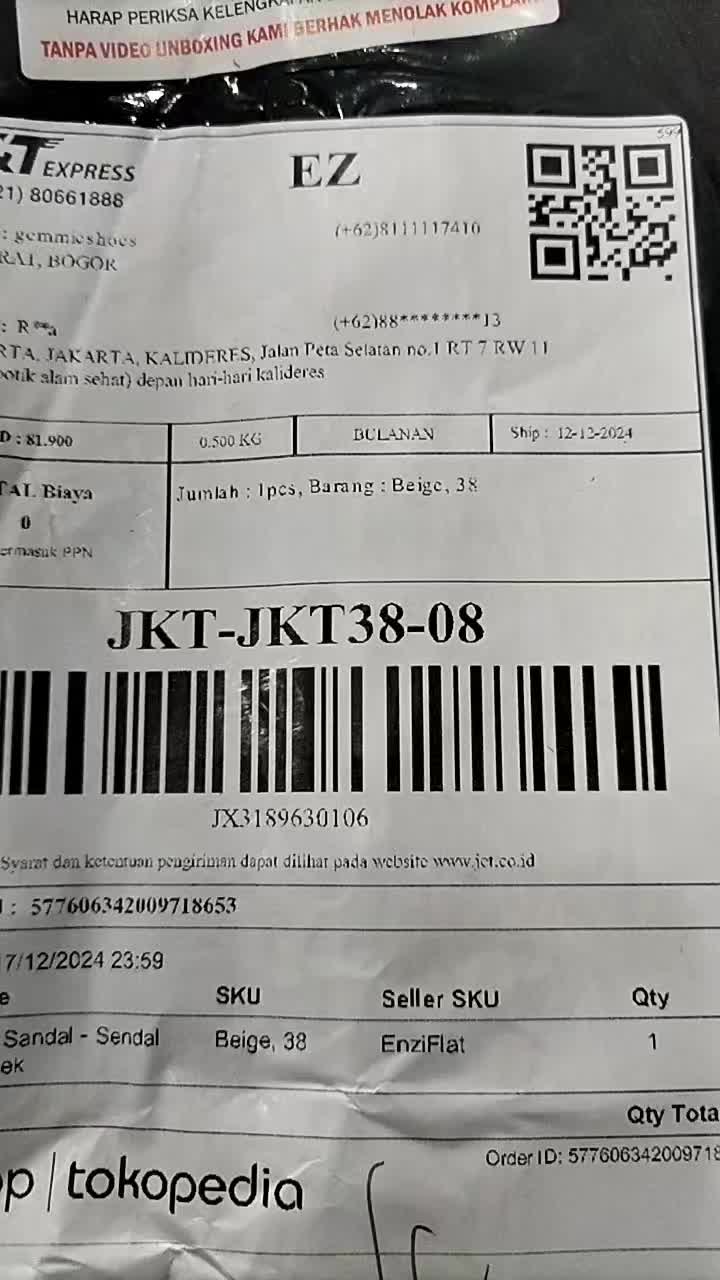 HARAP PERIKSA
TANPA VIDEO UNBOXING KAMI BERHAK MENOLAK
EXPRESS
EZ
599
21) 80661888
: gemmieshoes
(+62)8111117410
RAI, BOGOR
: R***a
(+62)88********13
RTA, JAKARTA, KALIDERES, Jalan Peta Selatan no.1 RT 7 RW 11
otik alam sehat) depan hari-hari kalideres
D : 81.900
0.500 KG
BULANAN
Ship : 12-12-2024
TAL Biaya
0
ermasuk PPN
Jumlah : 1pcs, Barang : Beige, 38
JKT-JKT38-08
JX3189630106
Syarat dan ketentuan pengiriman dapat dilihat pada website www.jet.co.id
: 577606342009718653
7/12/2024 23:59
e SKU Seller SKU Qty
Sandal - Sendal Beige, 38 EnziFlat 1
ek
Qty Tota
Order ID: 577606342009718
op | tokopedia